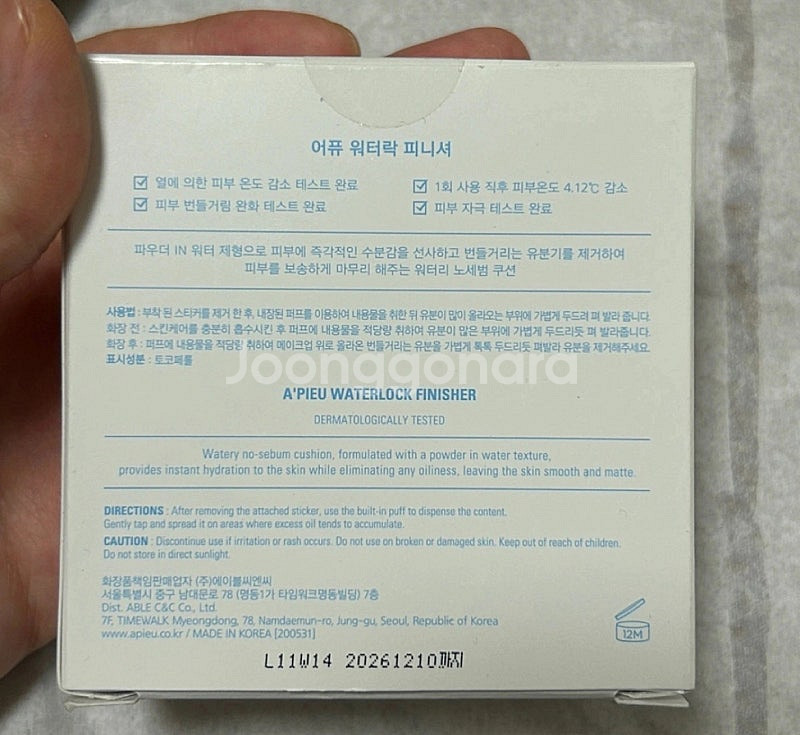 어퓨 워터락 피니셔
열에 의한 피부 온도 감소 테스트 완료
1회 사용 직후 피부온도 4.12℃ 감소
피부 번들거림 완화 테스트 완료
피부 자극 테스트 완료
파우더 IN 워터 제형으로 피부에 즉각적인 수분감을 선사하고 번들거리는 유분기를 제거하여
피부를 보송하게 마무리 해주는 워터리 노세범 쿠션
사용법 : 부착 된 스티커를 제거 한 후, 내장된 퍼프를 이용하여 내용물을 취한 뒤 유분이 많이 올라오는 부위에 가볍게 두드려 펴 발라 줍니다.
화장 전 : 스킨케어를 충분히 흡수시킨 후 퍼프에 내용물을 적당량 취하여 유분이 많은 부위에 가볍게 두드리듯 펴 발라줍니다.
화장 후 : 퍼프에 내용물을 적당량 취하여 메이크업 위로 올라온 번들거리는 유분을 가볍게 톡톡 두드리듯 펴발라 유분을 제거해주세요.
표시성분 : 토코페롤
Joonggonara
A'PIEU WATERLOCK FINISHER
DERMATOLOGICALLY TESTED
Watery no-sebum cushion, formulated with a powder in water texture,
provides instant hydration to the skin while eliminating any oiliness, leaving the skin smooth and matte.
DIRECTIONS : After removing the attached sticker, use the built-in puff to dispense the content.
Gently tap and spread it on areas where excess oil tends to accumulate.
CAUTION : Discontinue use if irritation or rash occurs. Do not use on broken or damaged skin. Keep out of reach of children.
Do not store in direct sunlight.
화장품책임판매업자 (주)에이블씨엔씨
서울특별시 중구 남대문로 78 (명동1가 타임워크명동빌딩) 7층
Dist. ABLE C&C Co., Ltd.
7F, TIMEWALK Myeongdong, 78, Namdaemun-ro, Jung-gu, Seoul, Republic of Korea
www.apieu.co.kr / MADE IN KOREA [200531]
12M
L11W14 20261210까지